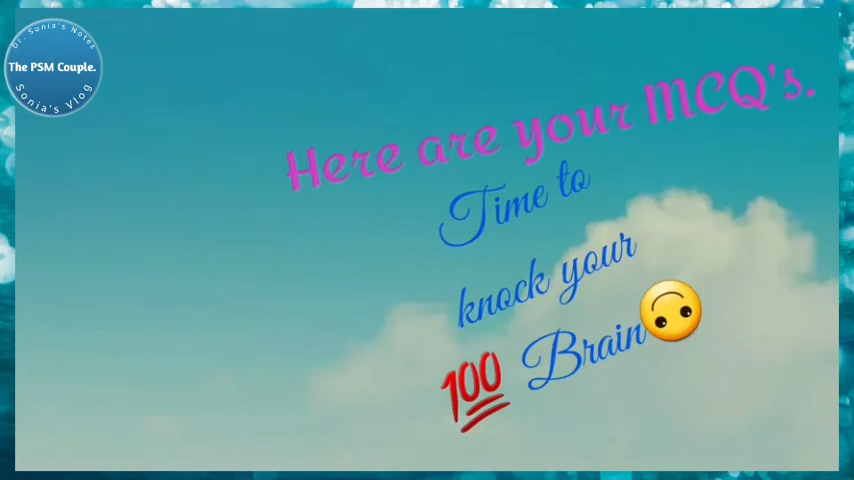 Dr. Sonia's Notes
The PSM Couple.
Sonia's Vlog
Here are your MCQ's.
Time to
knock your
💯 Brain🙃